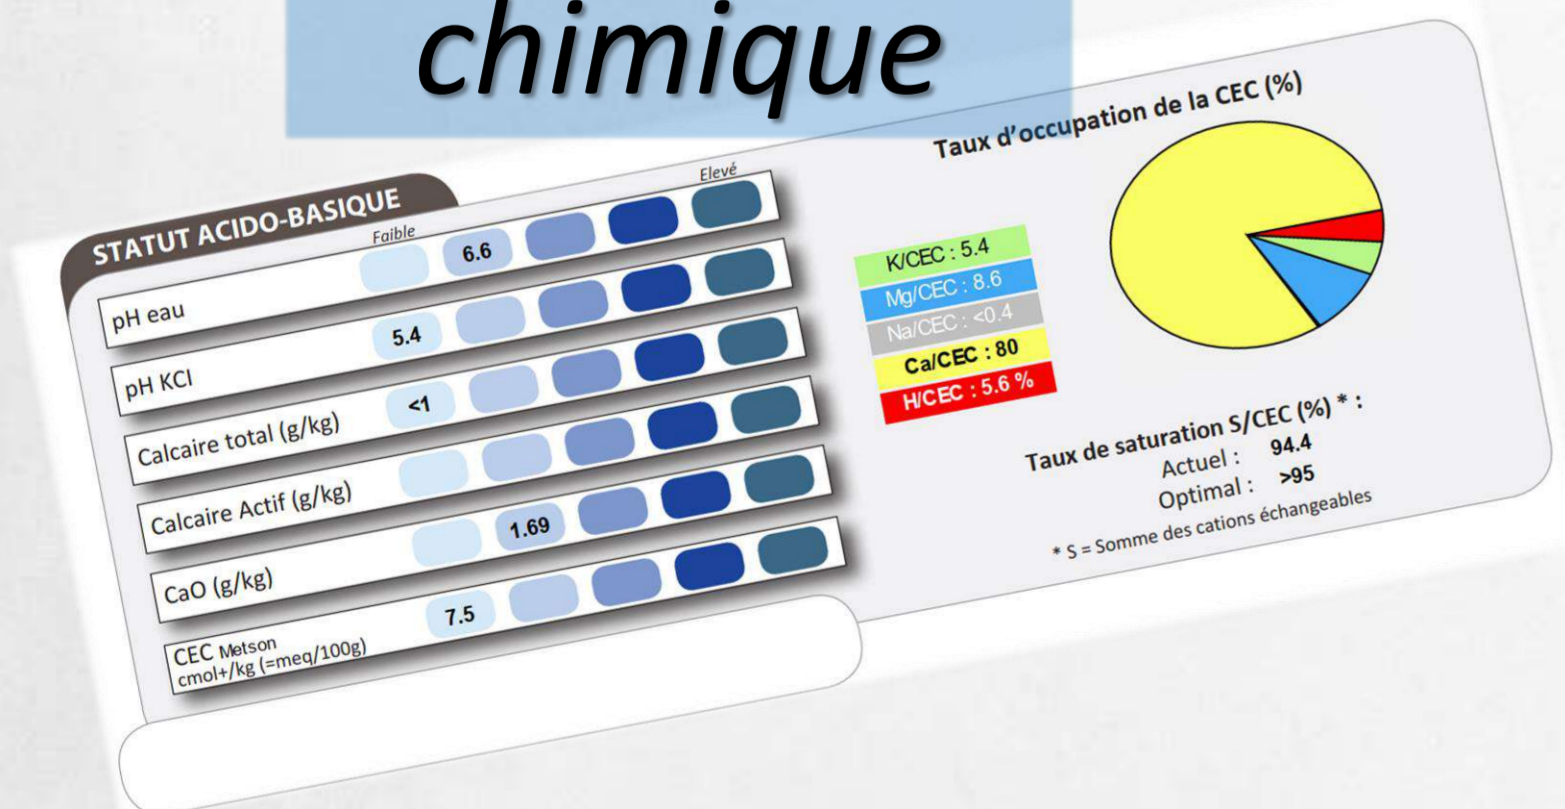 chimique
STATUT ACIDO-BASIQUE
Faible
Elevé
pH eau
6.6
pH KCl
5.4
Calcaire total (g/kg)
<1
Calcaire Actif (g/kg)
CaO (g/kg)
1.69
CEC Metson
cmol+/kg (=meq/100g)
7.5
Taux d’occupation de la CEC (%)
K/CEC : 5.4
Mg/CEC : 8.6
Na/CEC : <0.4
Ca/CEC : 80
H/CEC : 5.6 %
Taux de saturation S/CEC (%) * :
Actuel : 94.4
Optimal : >95
* S = Somme des cations échangeables